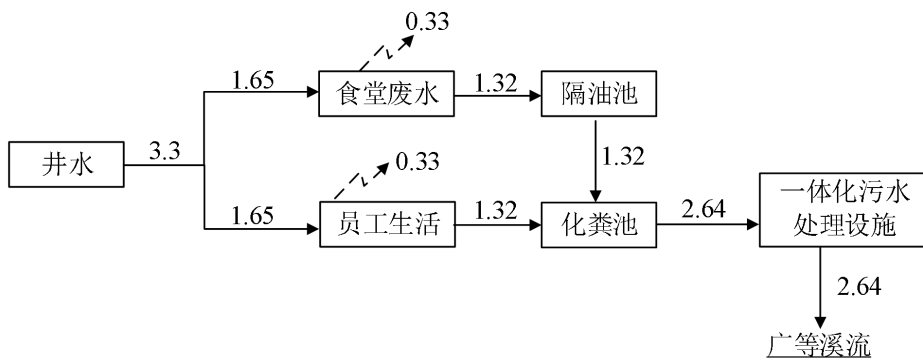 0.33
1.65
食堂废水
1.32
隔油池
井水
3.3
0.33
1.32
1.65
员工生活
1.32
化粪池
2.64
一体化污水
处理设施
2.64
广等溪流